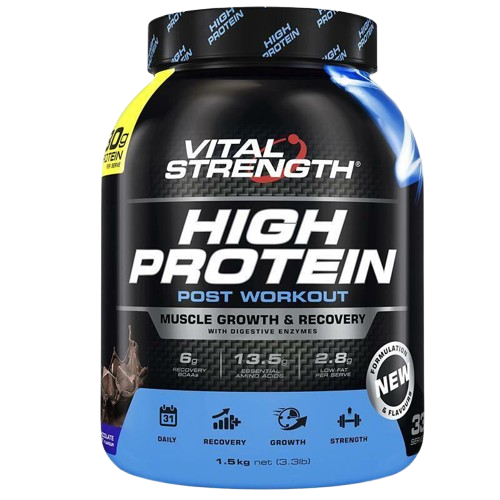 HIGH
PROTEIN
HIGH
PROTEIN
PROTEIN
PER SERVE
VITAL
STRENGTH®
HIGH
PROTEIN
POST WORKOUT
MUSCLE GROWTH & RECOVERY
WITH DIGESTIVE ENZYMES
6g
RECOVERY
BCAAs
13.5g
ESSENTIAL
AMINO ACIDS
2.8g
LOW FAT
PER SERVE
FORMULATION
NEW
& FLAVOURS
31
DAILY
RECOVERY
GROWTH
STRENGTH
1.5kg net (3.3lb)